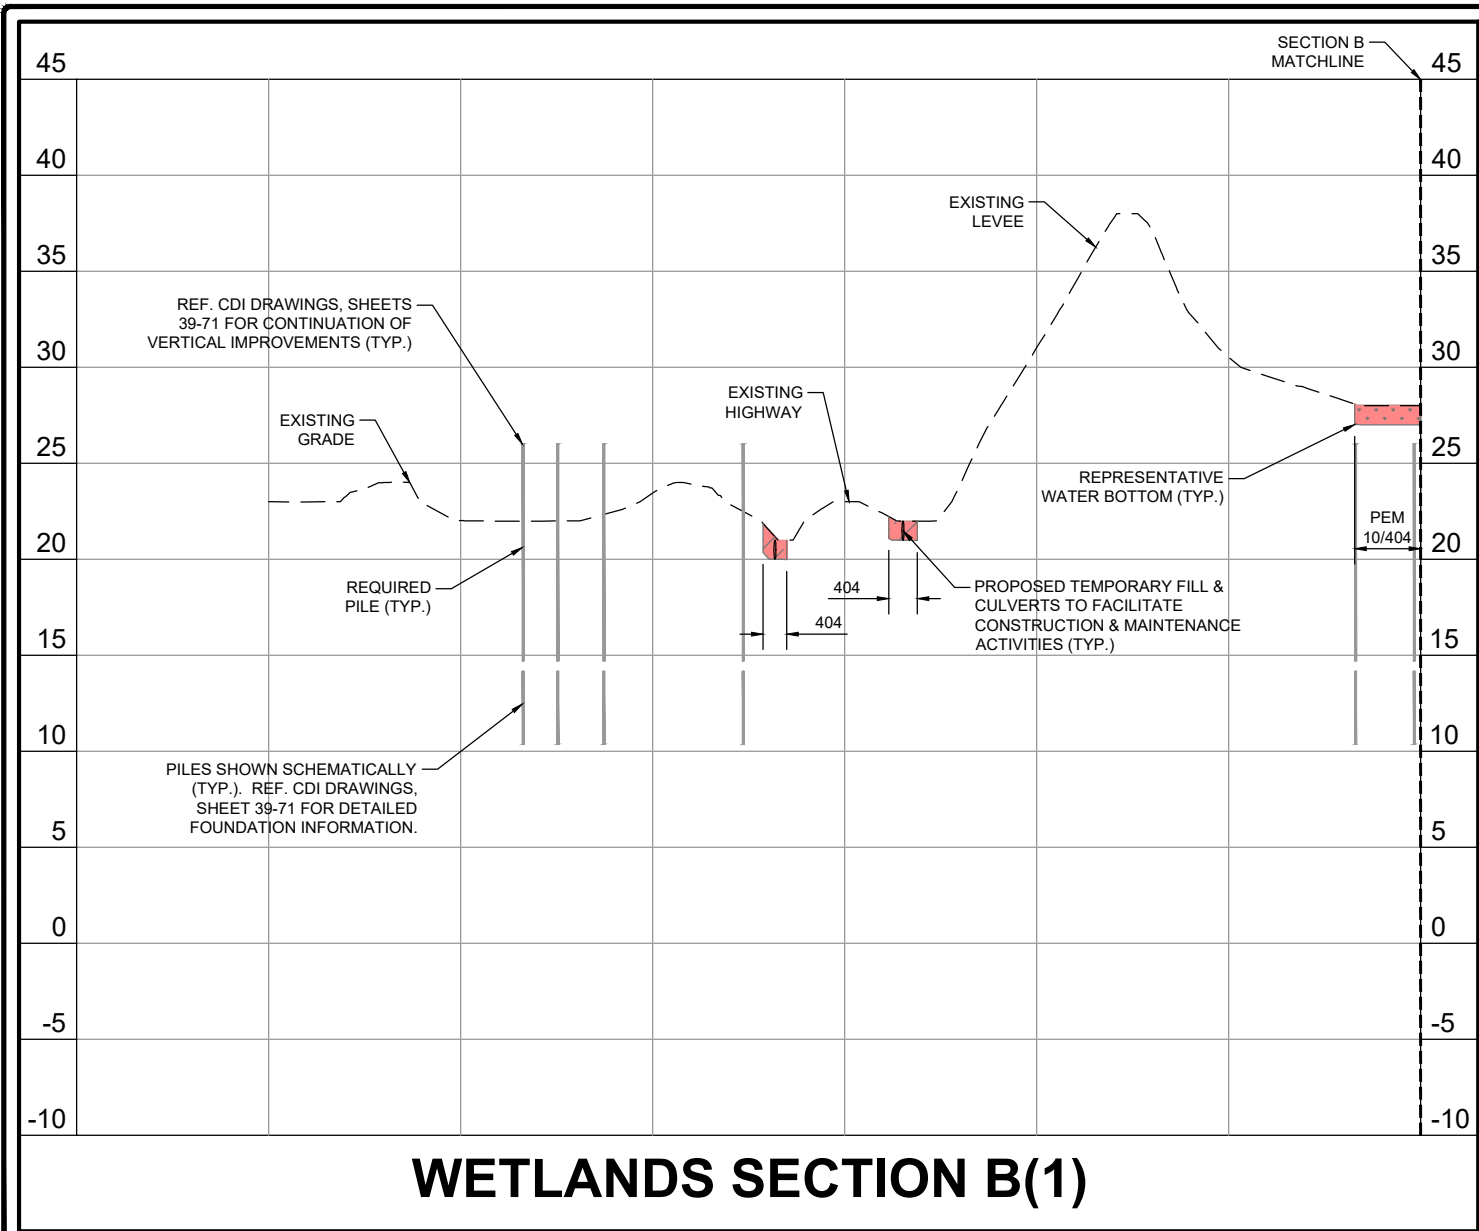 SECTION B
MATCHLINE
45
45
40
40
EXISTING
LEVEE
35
35
REF. CDI DRAWINGS, SHEETS
39-71 FOR CONTINUATION OF
VERTICAL IMPROVEMENTS (TYP.)
30
30
EXISTING
HIGHWAY
EXISTING
GRADE
25
25
REPRESENTATIVE
WATER BOTTOM (TYP.)
PEM
10/404
20
20
REQUIRED
PILE (TYP.)
404
404
PROPOSED TEMPORARY FILL &
CULVERTS TO FACILITATE
CONSTRUCTION & MAINTENANCE
ACTIVITIES (TYP.)
15
15
10
10
PILES SHOWN SCHEMATICALLY
(TYP.). REF. CDI DRAWINGS,
SHEET 39-71 FOR DETAILED
FOUNDATION INFORMATION.
5
5
0
0
-5
-5
-10
-10
WETLANDS SECTION B(1)